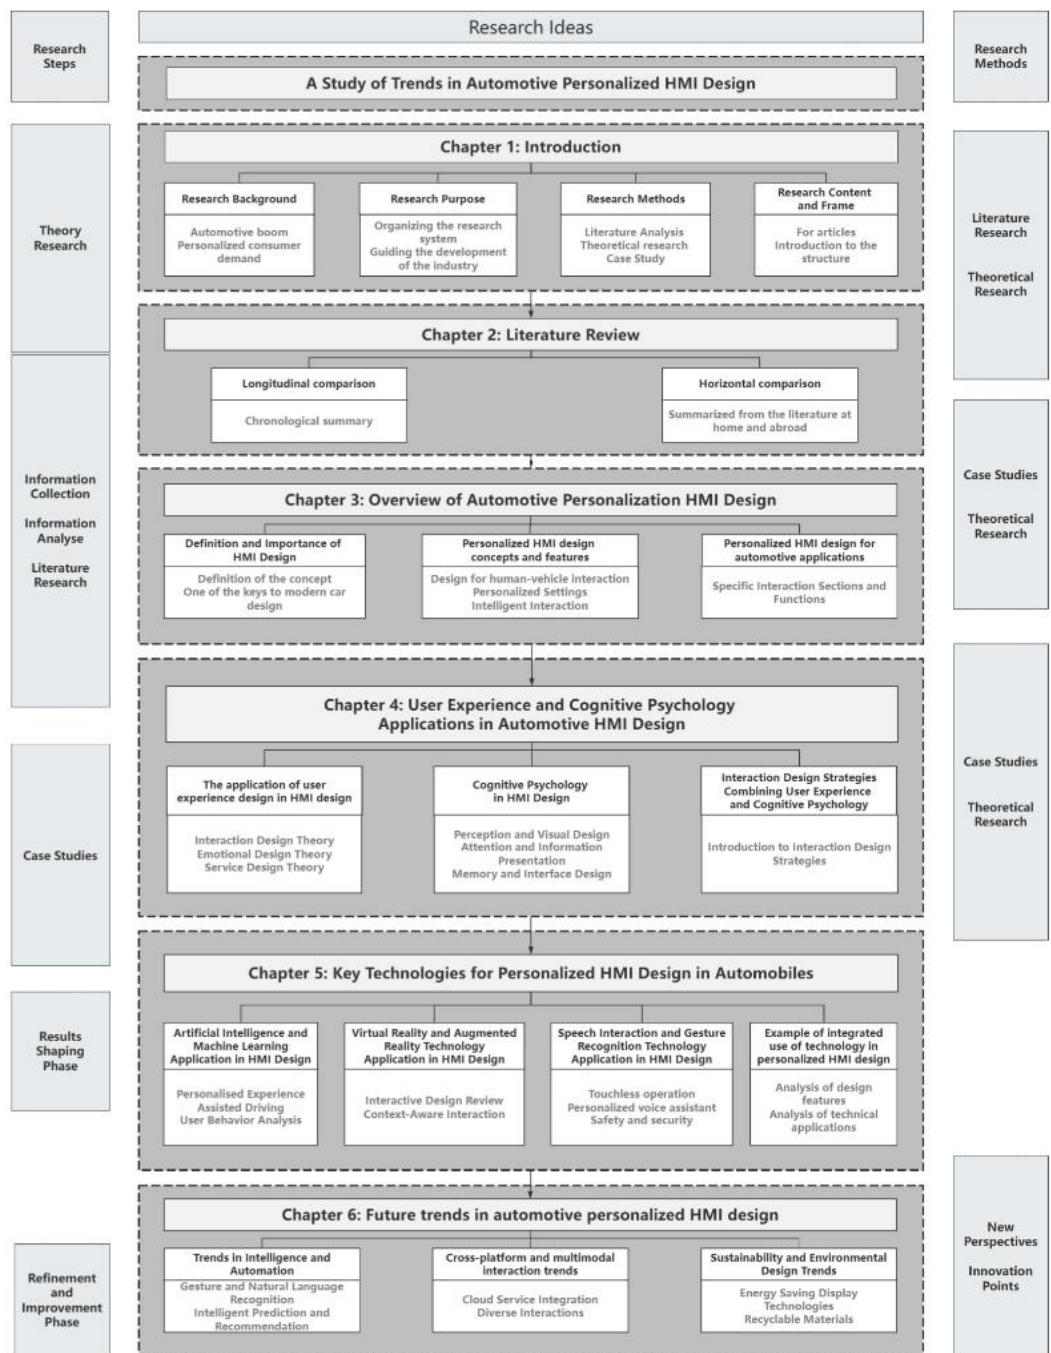 Research Ideas
Research
Steps
Research
Methods
A Study of Trends in Automotive Personalized HMI Design
Theory
Research
Literature
Research
Theoretical
Research
Chapter 1: Introduction
Research Background
Automotive boom
Personalized consumer
demand
Research Purpose
Organizing the research
system
Guiding the development
of the industry
Research Methods
Literature Analysis
Theoretical research
Case Study
Research Content
and Frame
For articles
Introduction to the
structure
Chapter 2: Literature Review
Longitudinal comparison
Chronological summary
Horizontal comparison
Summarized from the literature at
home and abroad
Information
Collection
Information
Analyse
Literature
Research
Case Studies
Theoretical
Research
Chapter 3: Overview of Automotive Personalization HMI Design
Definition and Importance of
HMI Design
Definition of the concept
One of the keys to modern car
design
Personalized HMI design
concepts and features
Design for human-vehicle interaction
Personalized Settings
Intelligent Interaction
Personalized HMI design for
automotive applications
Specific Interaction Sections and
Functions
Case Studies
Case Studies
Theoretical
Research
Chapter 4: User Experience and Cognitive Psychology
Applications in Automotive HMI Design
The application of user
experience design in HMI design
Interaction Design Theory
Emotional Design Theory
Service Design Theory
Cognitive Psychology
in HMI Design
Perception and Visual Design
Attention and Information
Presentation
Memory and Interface Design
Interaction Design Strategies
Combining User Experience
and Cognitive Psychology
Introduction to Interaction Design
Strategies
Results
Shaping
Phase
Chapter 5: Key Technologies for Personalized HMI Design in Automobiles
Artificial Intelligence and
Machine Learning
Application in HMI Design
Personalised Experience
Assisted Driving
User Behavior Analysis
Virtual Reality and Augmented
Reality Technology
Application in HMI Design
Interactive Design Review
Context-Aware Interaction
Speech Interaction and Gesture
Recognition Technology
Application in HMI Design
Touchless operation
Personalized voice assistant
Safety and security
Example of integrated
use of technology in
personalized HMI design
Analysis of design
features
Analysis of technical
applications
Refinement
and
Improvement
Phase
New
Perspectives
Innovation
Points
Chapter 6: Future trends in automotive personalized HMI design
Trends in Intelligence and
Automation
Gesture and Natural Language
Recognition
Intelligent Prediction and
Recommendation
Cross-platform and multimodal
interaction trends
Cloud Service Integration
Diverse Interactions
Sustainability and Environmental
Design Trends
Energy Saving Display
Technologies
Recyclable Materials